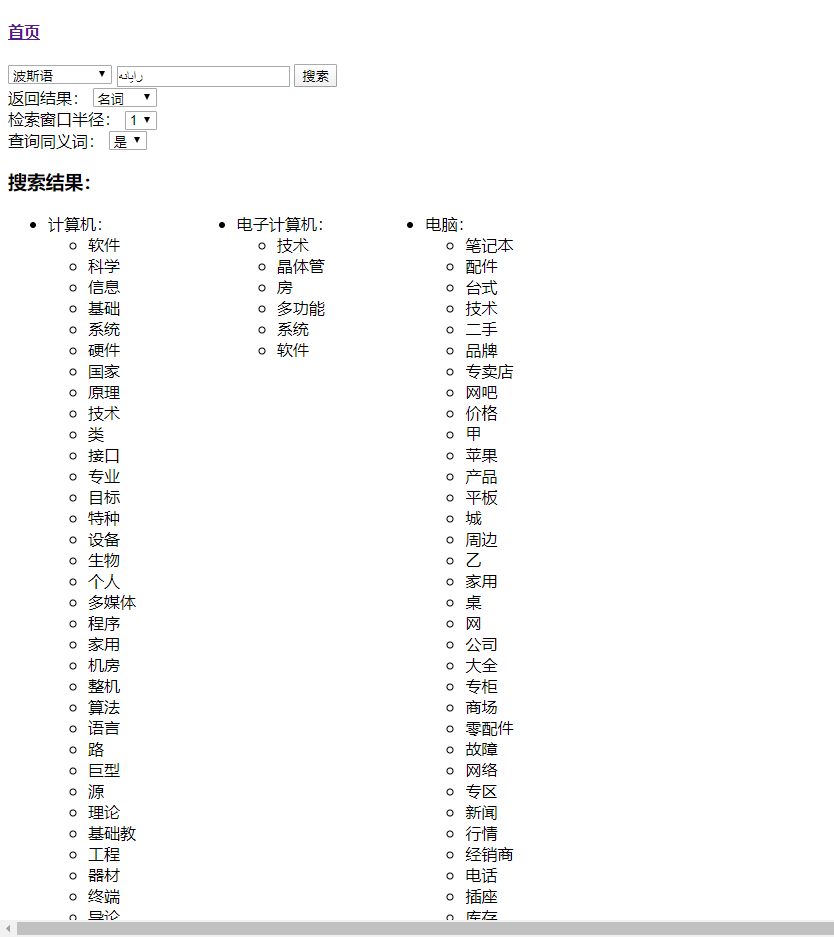 首页
波斯语 رایانه 搜索
返回结果： 名词
检索窗口半径： 1
查询同义词： 是
搜索结果：
计算机：
软件
科学
信息
基础
系统
硬件
国家
原理
技术
类
接口
专业
目标
特种
设备
生物
个人
多媒体
程序
家用
机房
整机
算法
语言
路
巨型
源
理论
基础教
工程
器材
终端
导论
电子计算机：
技术
晶体管
房
多功能
系统
软件
电脑：
笔记本
配件
台式
技术
二手
品牌
专卖店
网吧
价格
甲
苹果
产品
平板
城
周边
乙
家用
桌
网
公司
大全
专柜
商场
零配件
故障
网络
专区
新闻
行情
经销商
电话
插座
库存